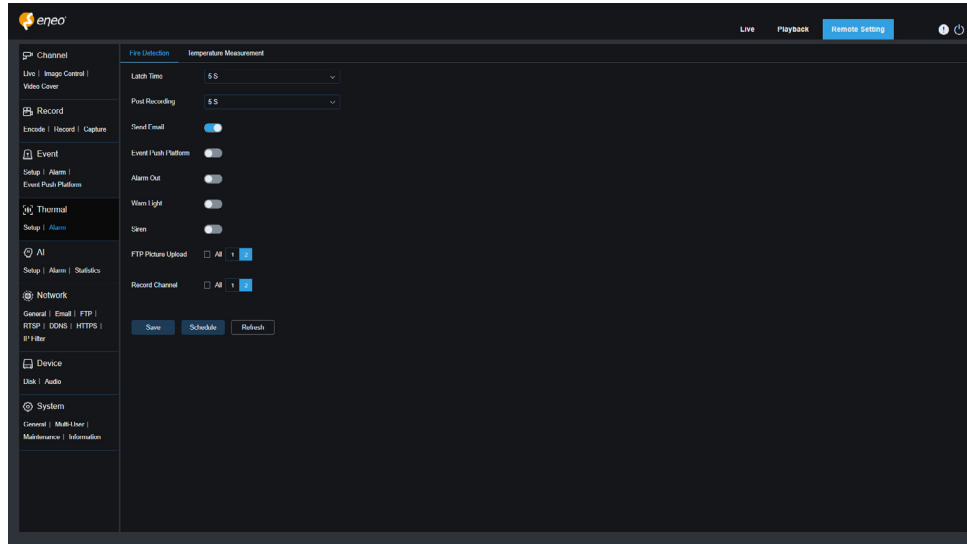 eneo
Live Playback Remote Setting
Channel
Live | Image Control |
Video Cover
Record
Encode | Record | Capture
Event
Setup | Alarm |
Event Push Platform
Thermal
Setup | Alarm
AI
Setup | Alarm | Statistics
Network
General | Email | FTP |
RTSP | DDNS | HTTPS |
IP Filter
Device
Disk | Audio
System
General | Multi-User |
Maintenance | Information
Fire Detection Temperature Measurement
Latch Time 5 S
Post Recording 5 S
Send Email
Event Push Platform
Alarm Out
Warn Light
Siren
FTP Picture Upload All 1 2
Record Channel All 1 2
Save Schedule Refresh